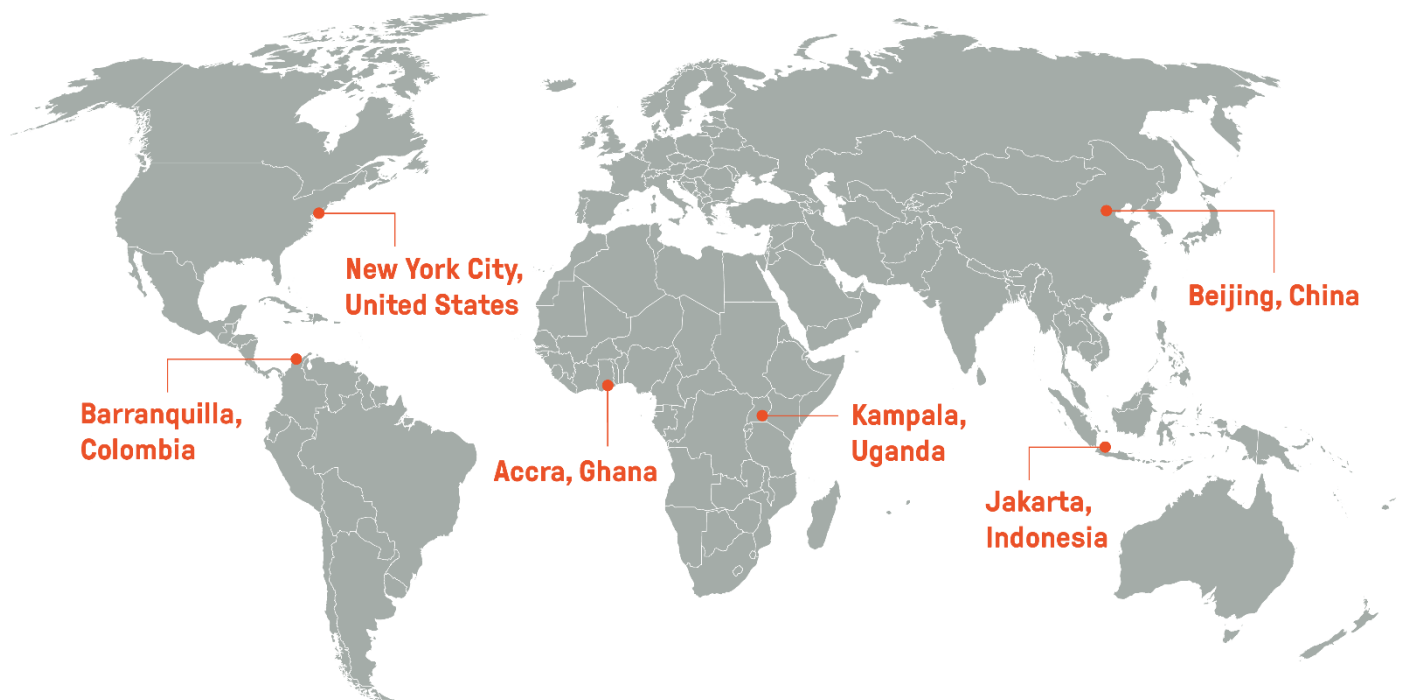 New York City,
United States
Beijing, China
Barranquilla,
Colombia
Accra, Ghana
Kampala,
Uganda
Jakarta,
Indonesia